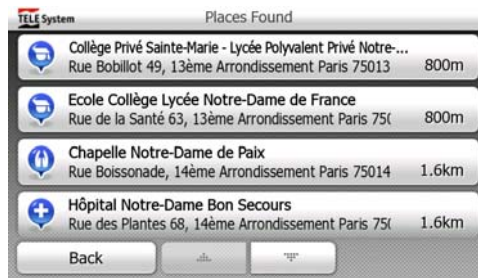 TELE System
Places Found
Collège Privé Sainte-Marie - Lycée Polyvalent Privé Notre-...
Rue Bobillot 49, 13ème Arrondissement Paris 75013 800m
Ecole Collège Lycée Notre-Dame de France
Rue de la Santé 63, 13ème Arrondissement Paris 75( 800m
Chapelle Notre-Dame de Paix
Rue Boissonade, 14ème Arrondissement Paris 75014 1.6km
Hôpital Notre-Dame Bon Secours
Rue des Plantes 68, 14ème Arrondissement Paris 75( 1.6km
Back